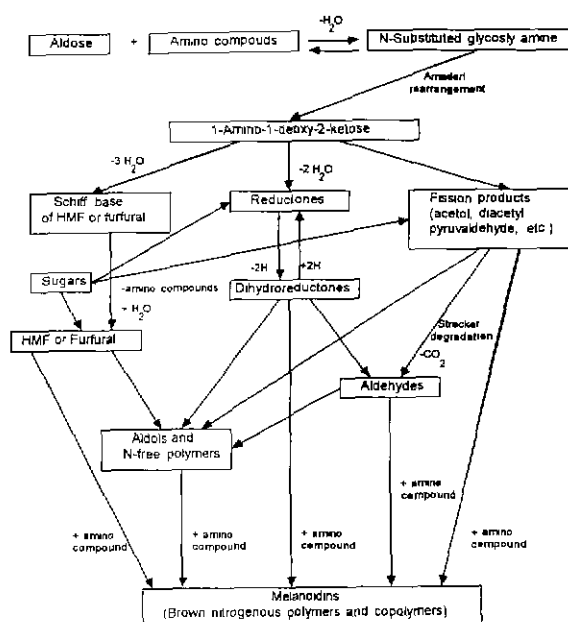 -H₂O
Aldose + Amino compouds
N-Substituted glycosly amine
Amadori
rearrangement
1-Amino-1-deoxy-2-ketose
-3 H₂O
-2 H₂O
Schiff base
of HMF or furfural
Reductones
Fission products
(acetol, diacetyl
pyruvaldehyde, etc.)
-2H
+2H
Sugars
-amino compounds
+ H₂O
Dihydroreductones
HMF or Furfural
Strecker
degradation
-CO₂
Aldehydes
Aldols and
N-free polymers
+ amino
compound
+ amino
compound
+ amino
compound
+ amino
compound
+ amino
compound
Melanoidins
(Brown nitrogenous polymers and copolymers)